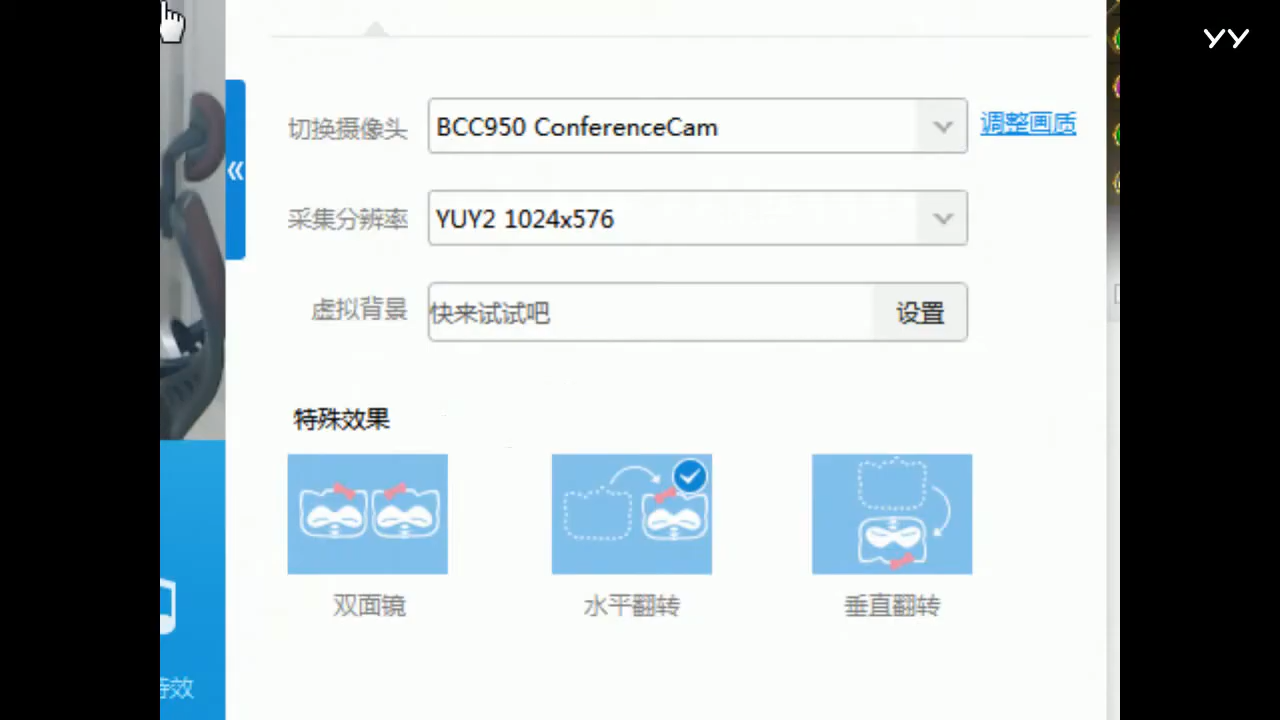 YY
切换摄像头 BCC950 ConferenceCam 调整画质
采集分辨率 YUY2 1024x576
虚拟背景 快来试试吧 设置
特殊效果
双面镜 水平翻转 垂直翻转
特效